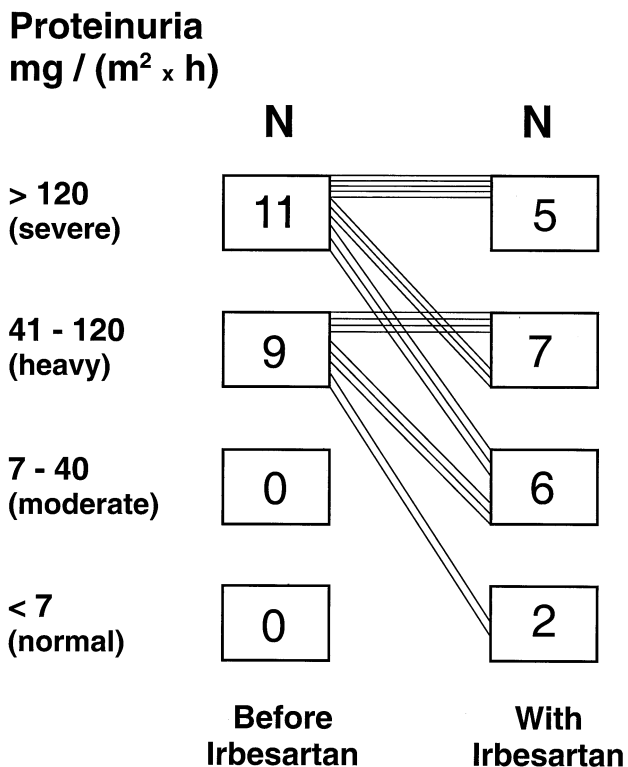 Proteinuria
mg / (m² x h)
N N
> 120
(severe)
11 5
41 - 120
(heavy)
9 7
7 - 40
(moderate)
0 6
< 7
(normal)
0 2
Before
Irbesartan
With
Irbesartan